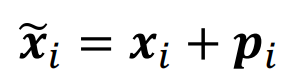 x̃ᵢ = xᵢ + pᵢ